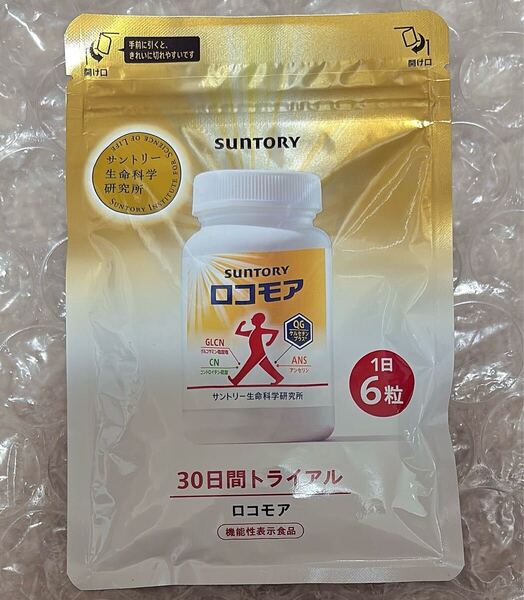 手前に引くと、
きれいに切れやすいです
開け口
開け口
SUNTORY
SUNTORY INSTITUTE FOR SCIENCE OF LIFE
サントリー
生命科学
研究所
SUNTORY
ロコモア
GLCN
グルコサミン塩酸塩
CN
コンドロイチン硫酸
QG
ケルセチン
プラス
ANS
アンセリン
サントリー生命科学研究所
1日
6粒
30日間トライアル
ロコモア
機能性表示食品